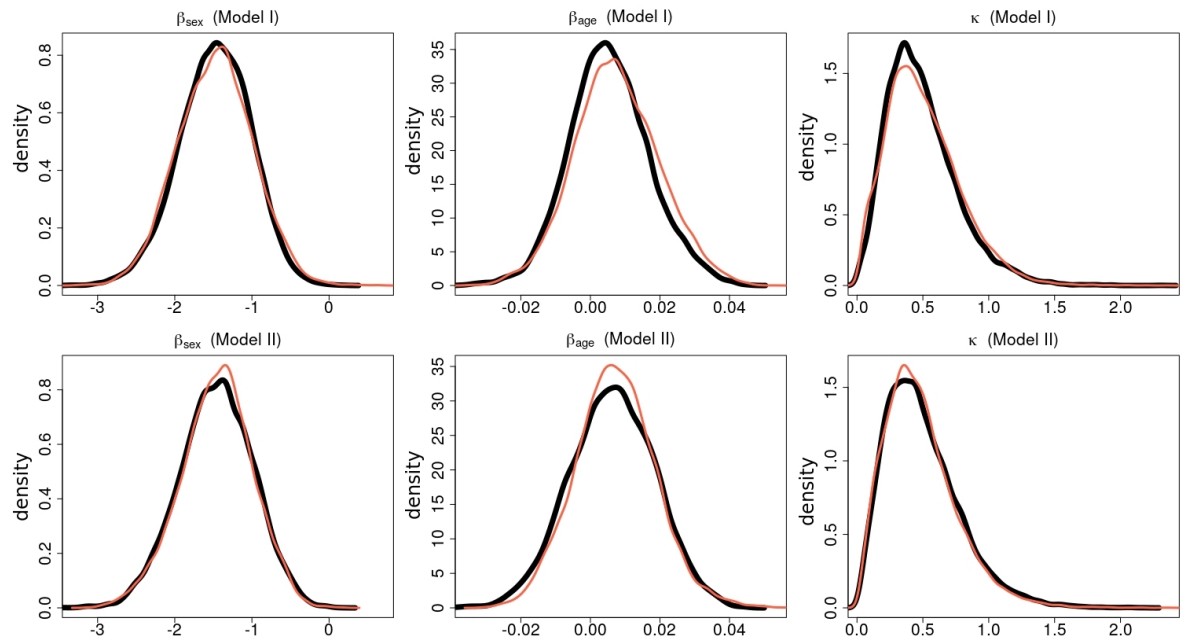 β_sex (Model I)
β_age (Model I)
κ (Model I)
density
0.0 0.2 0.4 0.6 0.8
-3 -2 -1 0
density
0 5 10 15 20 25 30 35
-0.02 0.00 0.02 0.04
density
0.0 0.5 1.0 1.5
0.0 0.5 1.0 1.5 2.0
β_sex (Model II)
β_age (Model II)
κ (Model II)
density
0.0 0.2 0.4 0.6 0.8
-3 -2 -1 0
density
0 5 10 15 20 25 30 35
-0.02 0.00 0.02 0.04
density
0.0 0.5 1.0 1.5
0.0 0.5 1.0 1.5 2.0